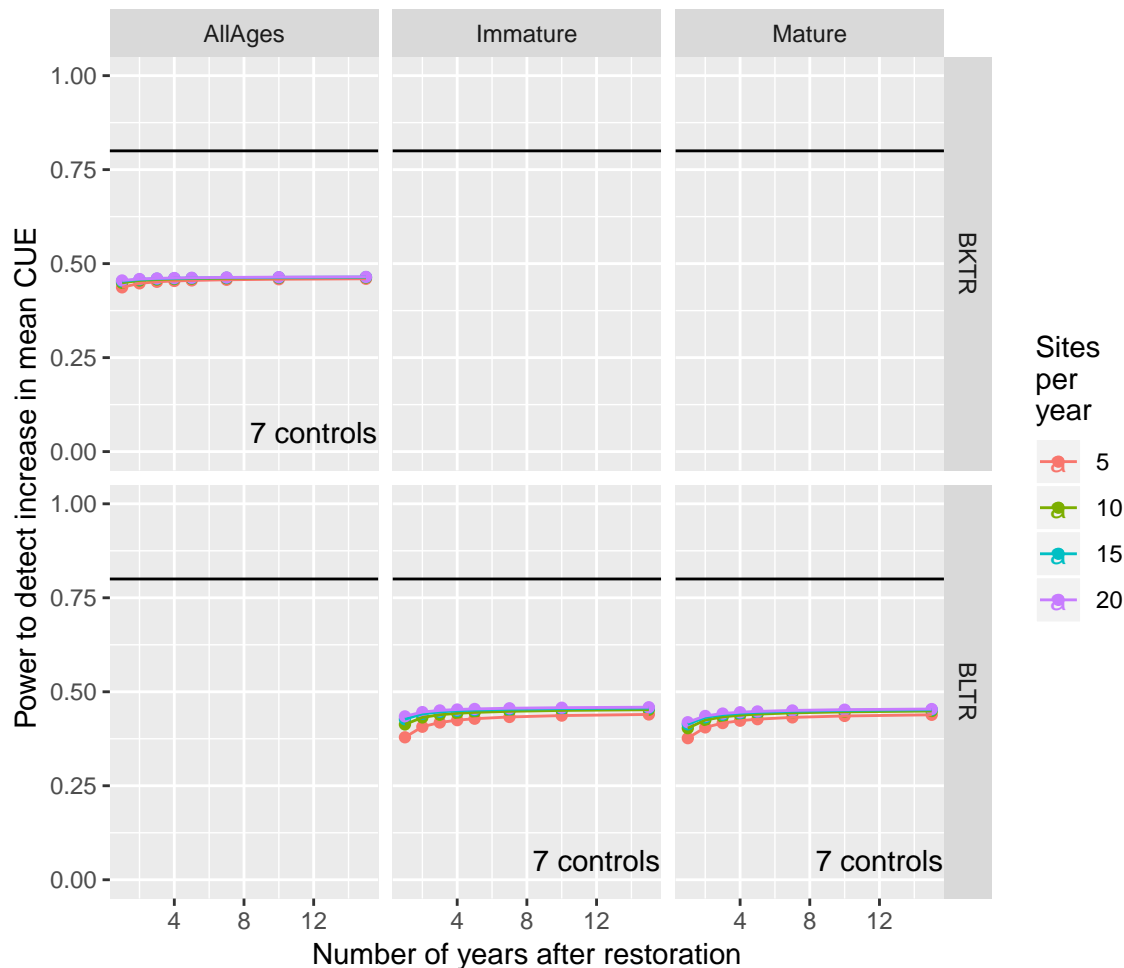 AllAges
Immature
Mature
1.00
0.75
0.50
0.25
0.00
7 controls
BKTR
1.00
0.75
0.50
0.25
0.00
7 controls
7 controls
BLTR
4
8
12
4
8
12
4
8
12
Number of years after restoration
Power to detect increase in mean CUE
Sites
per
year
a 5
a 10
a 15
a 20